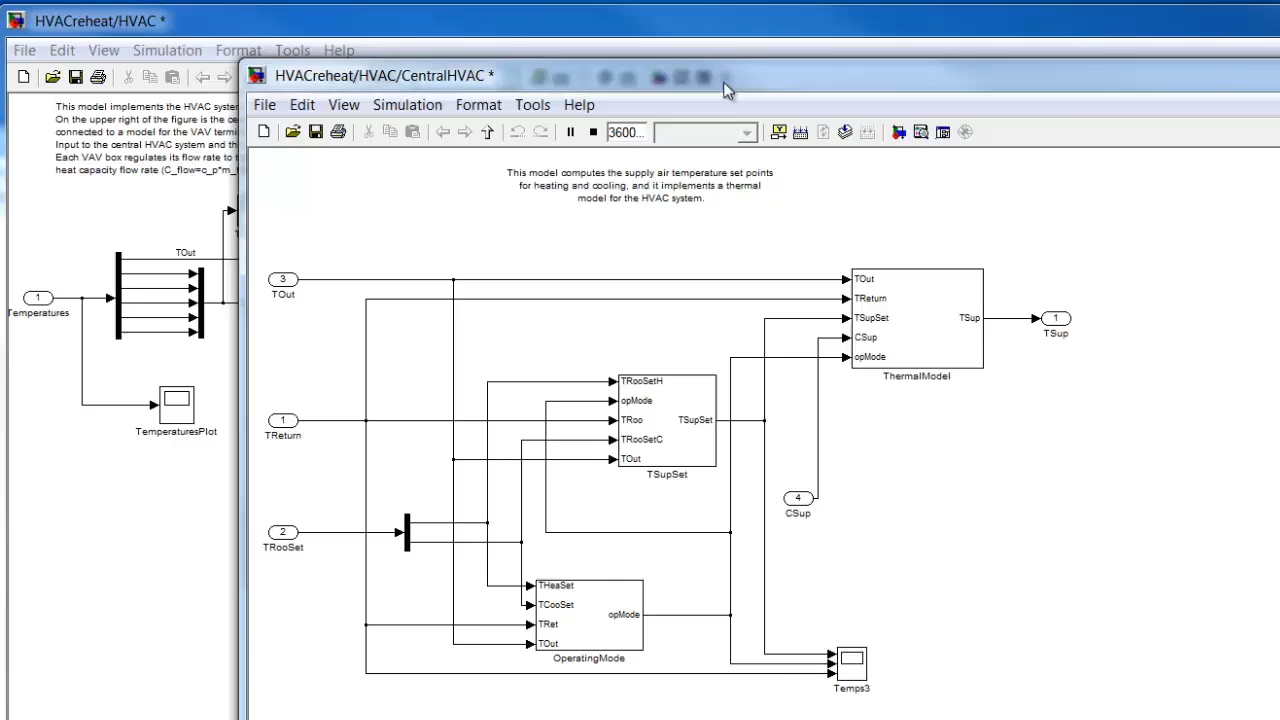 HVACreheat/HVAC *
File Edit View Simulation Format Tools Help
This model implements the HVAC system
On the upper right of the figure is the
connected to a model for the VAV
Input to the central HVAC system and
Each VAV box regulates its flow rate to
heat capacity flow rate (C_flow=c_p*m_
TOut
1
Temperatures
TemperaturesPlot
HVACreheat/HVAC/CentralHVAC *
File Edit View Simulation Format Tools Help
3600...
This model computes the supply air temperature set points
for heating and cooling, and it implements a thermal
model for the HVAC system.
3
TOut
TOut
TReturn
TSupSet
CSup
opMode
TSup
ThermalModel
1
TSup
TRooSetH
opMode
TRoo
TRooSetC
TOut
TSupSet
TSupSet
1
TReturn
4
CSup
2
TRooSet
THeaSet
TCooSet
TRet
TOut
opMode
OperatingMode
Temps3